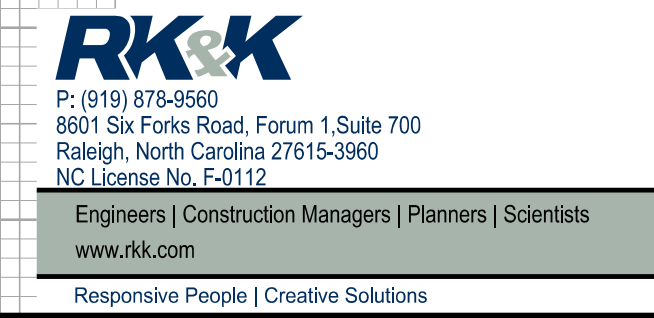 RK&K
P: (919) 878-9560
8601 Six Forks Road, Forum 1,Suite 700
Raleigh, North Carolina 27615-3960
NC License No. F-0112
Engineers | Construction Managers | Planners | Scientists
www.rkk.com
Responsive People | Creative Solutions